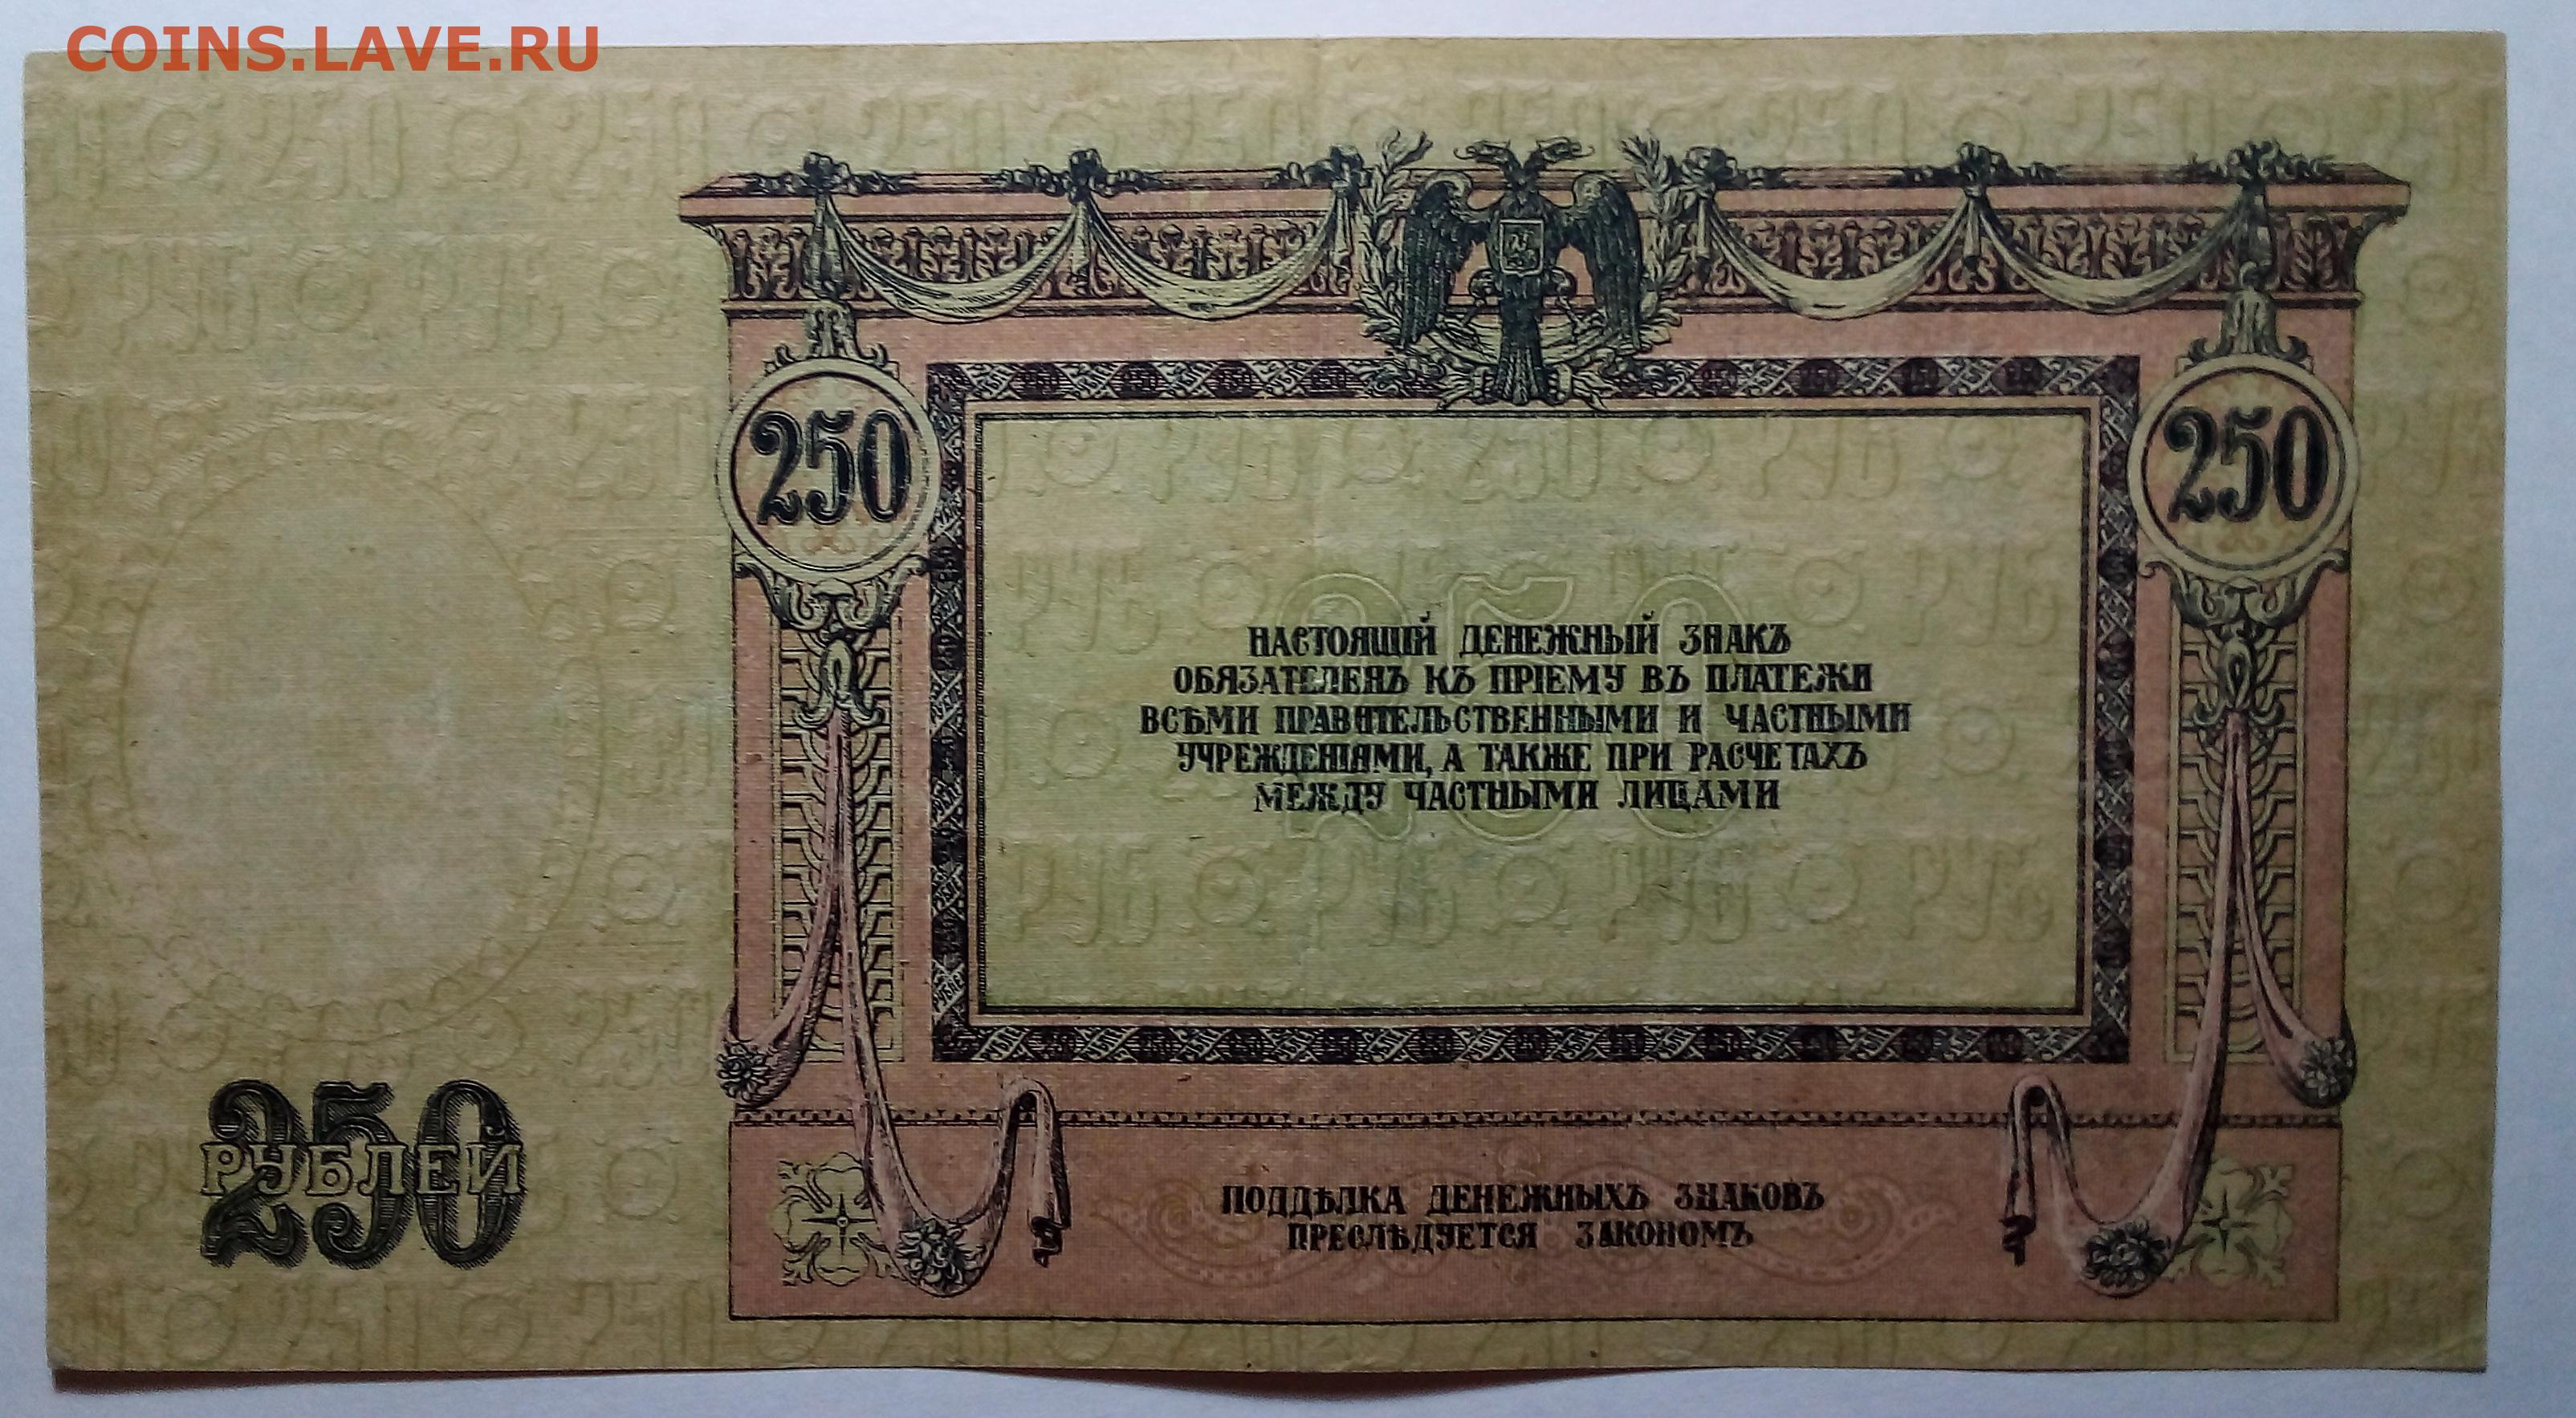 COINS.LAVE.RU
250
250
НАСТОЯЩІЙ ДЕНЕЖНЫЙ ЗНАКЪ
ОБЯЗАТЕЛЕНЪ КЪ ПРІЕМУ ВЪ ПЛАТЕЖИ
ВСѢМИ ПРАВИТЕЛЬСТВЕННЫМИ И ЧАСТНЫМИ
УЧРЕЖДЕНІЯМИ, А ТАКЖЕ ПРИ РАСЧЕТАХЪ
МЕЖДУ ЧАСТНЫМИ ЛИЦАМИ
250
РУБЛЕЙ
ПОДДѢЛКА ДЕНЕЖНЫХЪ ЗНАКОВЪ
ПРЕСЛѢДУЕТСЯ ЗАКОНОМЪ